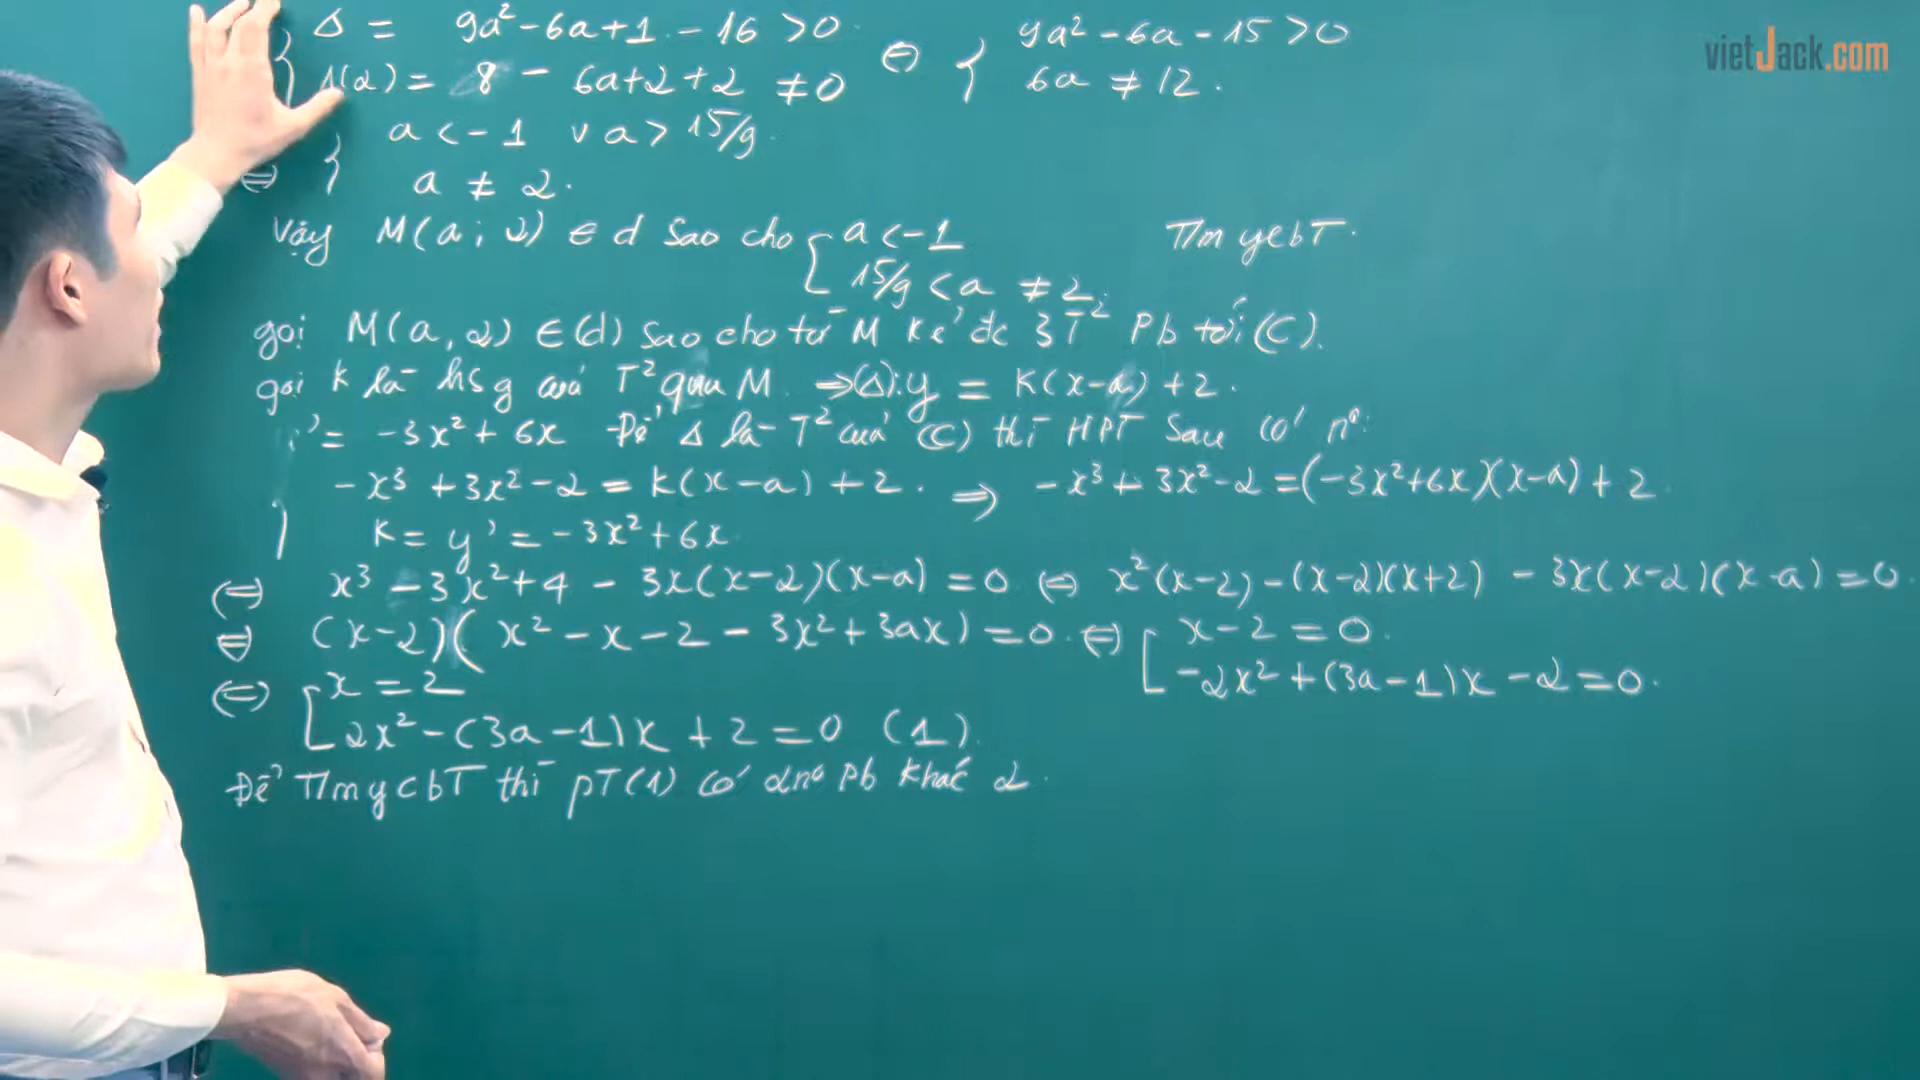 Δ = 9a² - 6a + 1 - 16 > 0 ⇔ { 9a² - 6a - 15 > 0
(2) = 8 - 6a + 2 + 2 ≠ 0 6a ≠ 12.
vietJack.com
⇔ { a < -1 ∨ a > 15/9.
a ≠ 2.
Vậy M(a; 2) ∈ d sao cho [ a < -1 Tm ycbT.
15/9 < a ≠ 2.
gọi M(a, 2) ∈ (d) sao cho từ M kẻ đc 3 T² Pb tới (C).
gọi k là hsg của T² qua M. ⇒ (Δ): y = k(x-a) + 2.
y' = -3x² + 6x Để Δ là T² của (C) thì HPT sau có n⁰:
-x³ + 3x² - 2 = k(x-a) + 2. ⇒ -x³ + 3x² - 2 = (-3x² + 6x)(x-a) + 2
k = y' = -3x² + 6x
⇔ x³ - 3x² + 4 - 3x(x-2)(x-a) = 0 ⇔ x²(x-2) - (x-2)(x+2) - 3x(x-2)(x-a) = 0.
⇔ (x-2)( x² - x - 2 - 3x² + 3ax) = 0. ⇔ [ x - 2 = 0.
-2x² + (3a-1)x - 2 = 0.
⇔ [ x = 2
2x² - (3a-1)x + 2 = 0 (1).
Để Tm ycbT thì pT(1) có 2n⁰ Pb khác 2.